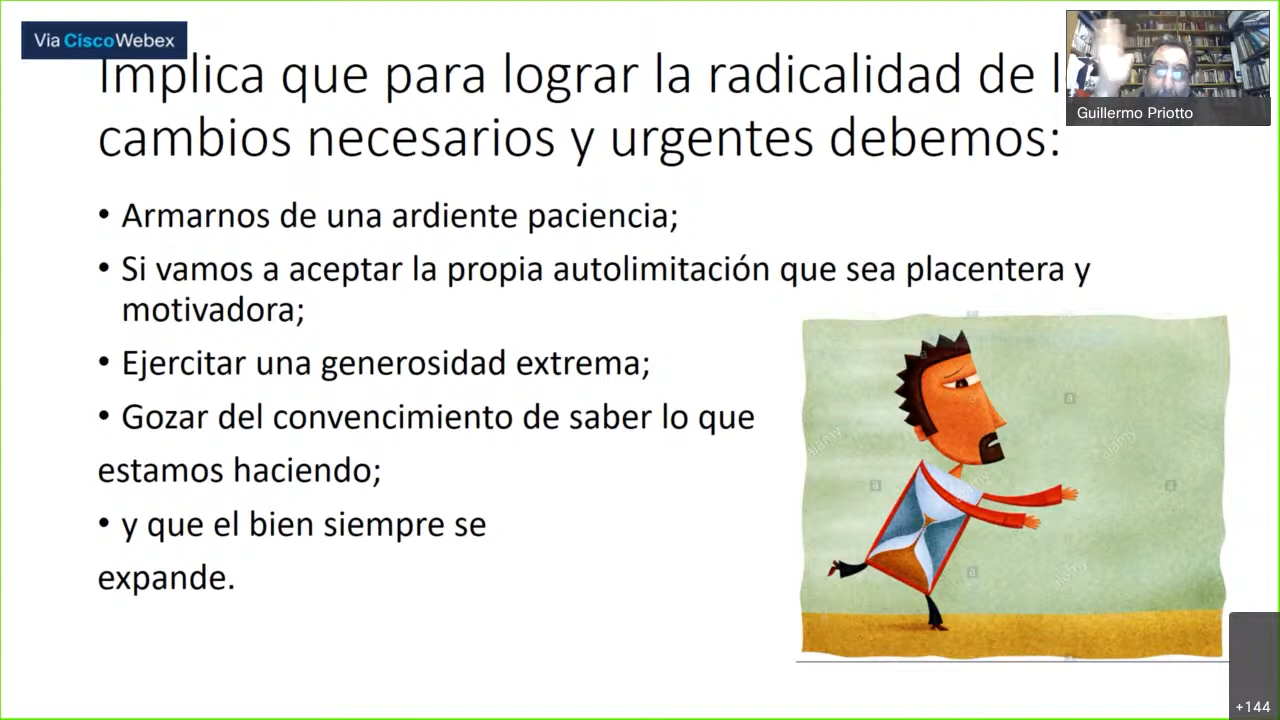 Via CiscoWebex
Implica que para lograr la radicalidad de
cambios necesarios y urgentes debemos:
Guillermo Priotto
• Armarnos de una ardiente paciencia;
• Si vamos a aceptar la propia autolimitación que sea placentera y
motivadora;
• Ejercitar una generosidad extrema;
• Gozar del convencimiento de saber lo que
estamos haciendo;
• y que el bien siempre se
expande.
a
alamy
+144